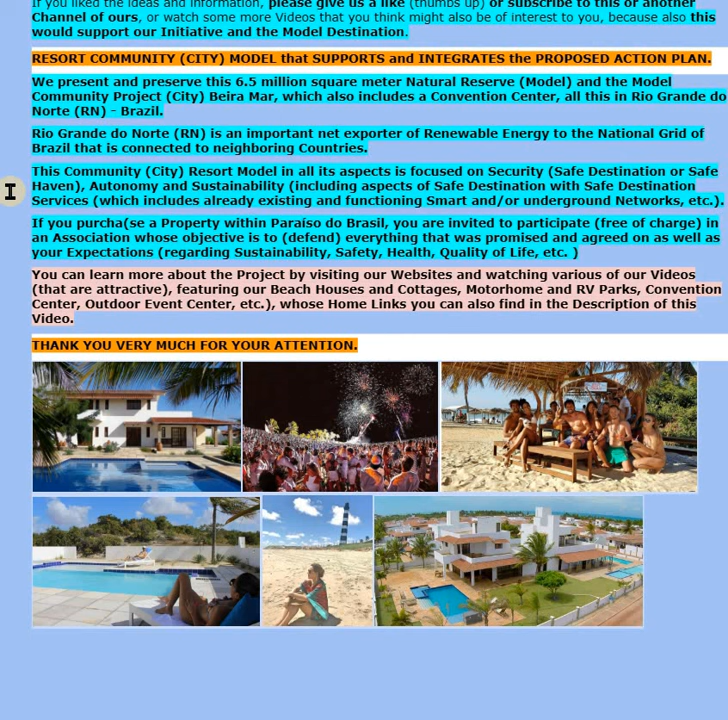 If you liked the ideas and information, please give us a like (thumbs up) or subscribe to this or another
Channel of ours, or watch some more Videos that you think might also be of interest to you, because also this
would support our Initiative and the Model Destination.
RESORT COMMUNITY (CITY) MODEL that SUPPORTS and INTEGRATES the PROPOSED ACTION PLAN.
We present and preserve this 6.5 million square meter Natural Reserve (Model) and the Model
Community Project (City) Beira Mar, which also includes a Convention Center, all this in Rio Grande do
Norte (RN) - Brazil.
Rio Grande do Norte (RN) is an important net exporter of Renewable Energy to the National Grid of
Brazil that is connected to neighboring Countries.
This Community (City) Resort Model in all its aspects is focused on Security (Safe Destination or Safe
Haven), Autonomy and Sustainability (including aspects of Safe Destination with Safe Destination
Services (which includes already existing and functioning Smart and/or underground Networks, etc.).
If you purcha(se a Property within Paraíso do Brasil, you are invited to participate (free of charge) in
an Association whose objective is to (defend) everything that was promised and agreed on as well as
your Expectations (regarding Sustainability, Safety, Health, Quality of Life, etc. )
You can learn more about the Project by visiting our Websites and watching various of our Videos
(that are attractive), featuring our Beach Houses and Cottages, Motorhome and RV Parks, Convention
Center, Outdoor Event Center, etc.), whose Home Links you can also find in the Description of this
Video.
THANK YOU VERY MUCH FOR YOUR ATTENTION.